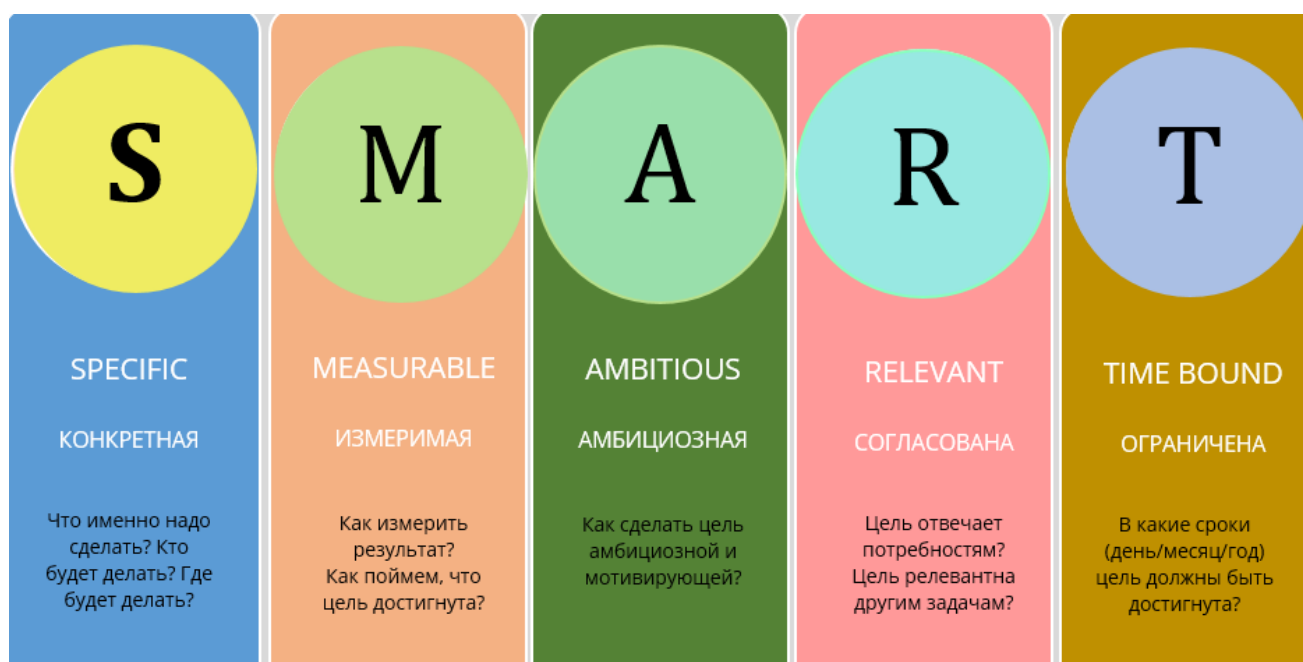 S
SPECIFIC
КОНКРЕТНАЯ
Что именно надо
сделать? Кто
будет делать? Где
будет делать?
M
MEASURABLE
ИЗМЕРИМАЯ
Как измерить
результат?
Как поймем, что
цель достигнута?
A
AMBITIOUS
АМБИЦИОЗНАЯ
Как сделать цель
амбициозной и
мотивирующей?
R
RELEVANT
СОГЛАСОВАНА
Цель отвечает
потребностям?
Цель релевантна
другим задачам?
T
TIME BOUND
ОГРАНИЧЕНА
В какие сроки
(день/месяц/год)
цель должны быть
достигнута?